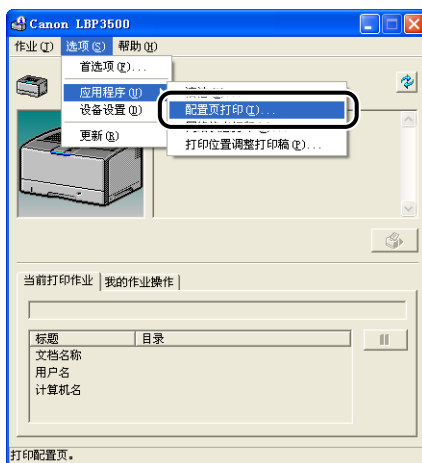 Canon LBP3500
作业(J) 选项(S) 帮助(H)
首选项(P)...
应用程序(U)
设备设置(D)
更新(R)
配置页打印(I)...
打印位置调整打印稿(P)...
当前打印作业 我的作业操作
标题 目录
文档名称
用户名
计算机名
打印配置页。